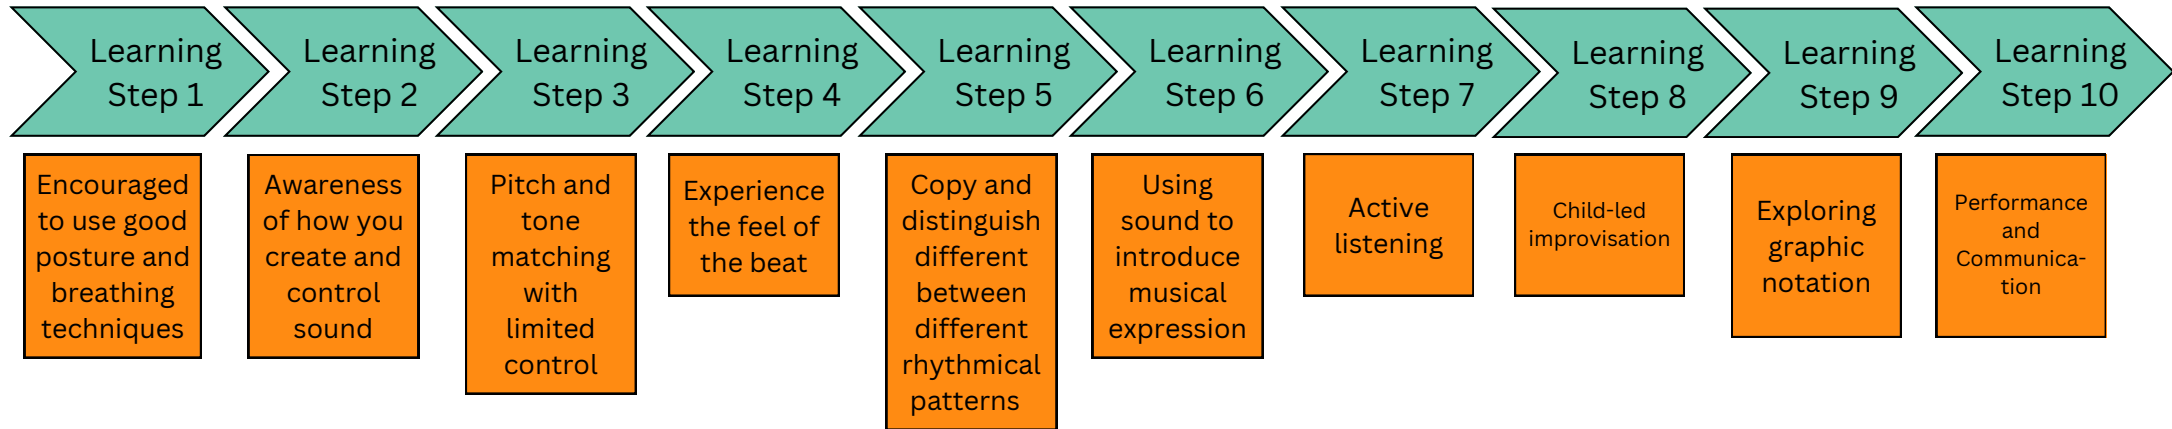 Learning
Step 1
Learning
Step 2
Learning
Step 3
Learning
Step 4
Learning
Step 5
Learning
Step 6
Learning
Step 7
Learning
Step 8
Learning
Step 9
Learning
Step 10
Encouraged
to use good
posture and
breathing
techniques
Awareness
of how you
create and
control
sound
Pitch and
tone
matching
with
limited
control
Experience
the feel of
the beat
Copy and
distinguish
different
between
different
rhythmical
patterns
Using
sound to
introduce
musical
expression
Active
listening
Child-led
improvisation
Exploring
graphic
notation
Performance
and
Communica-
tion